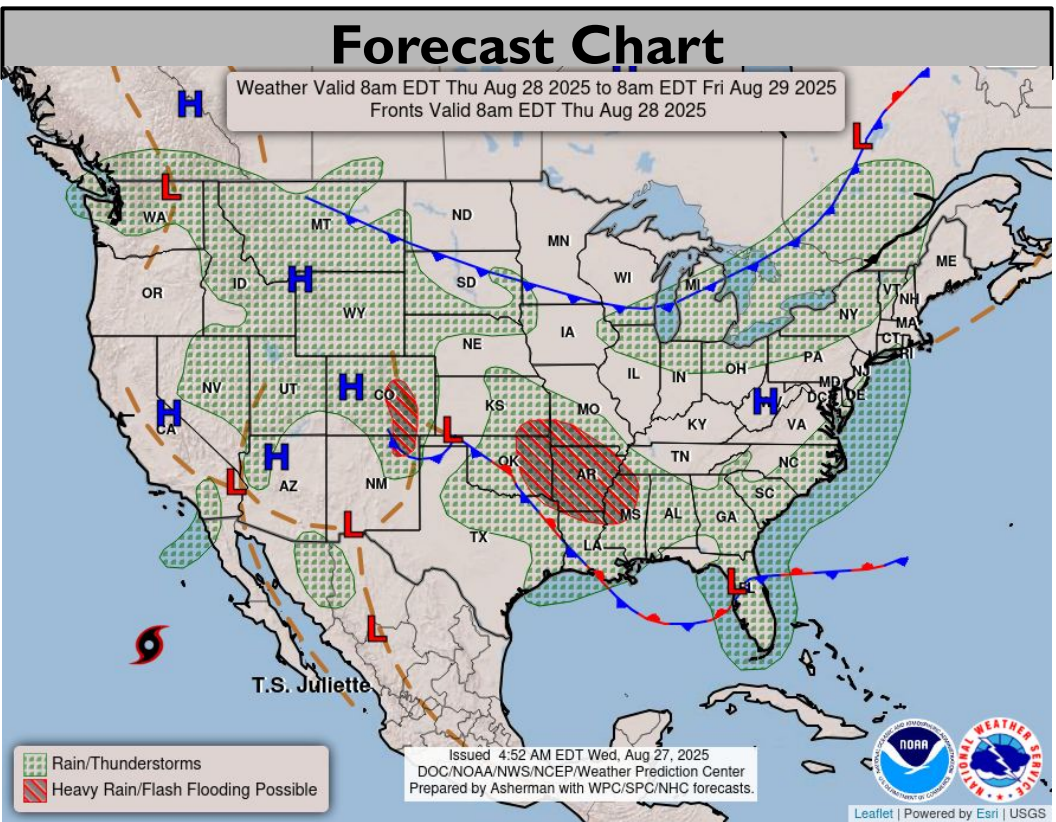 Forecast Chart
Weather Valid 8am EDT Thu Aug 28 2025 to 8am EDT Fri Aug 29 2025
Fronts Valid 8am EDT Thu Aug 28 2025
H
H
L
L
WA
MT
ND
MN
ME
OR
ID
H
WY
SD
WI
MI
VT
NH
NY
MA
CT
RI
IA
NE
PA
NJ
OH
IL
IN
MD
DE
DC
NV
UT
H
CO
KS
MO
KY
H
VA
H
CA
L
OK
AR
TN
NC
H
AZ
NM
L
SC
MS
AL
GA
L
TX
LA
L
FL
L
T.S. Juliette
Rain/Thunderstorms
Heavy Rain/Flash Flooding Possible
Issued 4:52 AM EDT Wed, Aug 27, 2025
DOC/NOAA/NWS/NCEP/Weather Prediction Center
Prepared by Asherman with WPC/SPC/NHC forecasts.
NOAA
NATIONAL WEATHER SERVICE
Leaflet | Powered by Esri | USGS